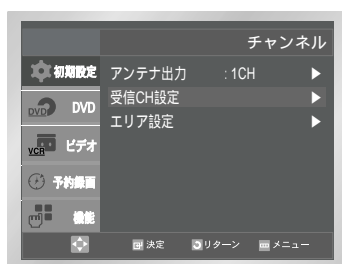 チャンネル
初期設定
アンテナ出力 : 1CH ▶
受信CH設定 ▶
エリア設定 ▶
DVD DVD
VCR ビデオ
予約録画
機能
決定 リターン メニュー